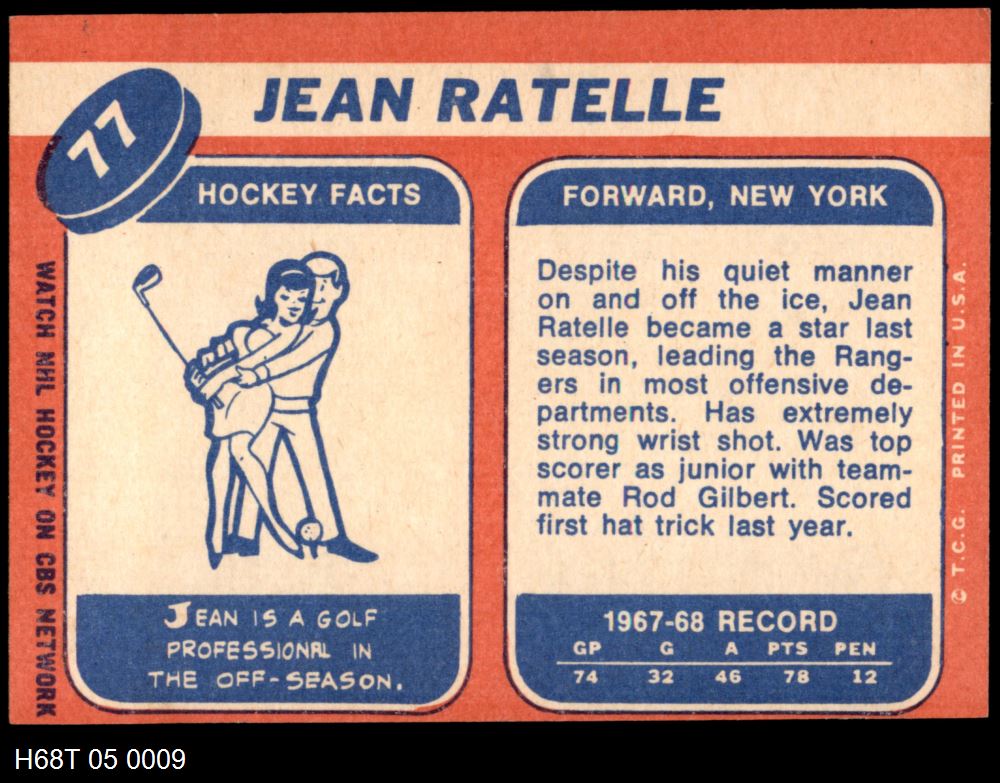 JEAN RATELLE
77
HOCKEY FACTS
JEAN IS A GOLF
PROFESSIONAL IN
THE OFF-SEASON.
FORWARD, NEW YORK
Despite his quiet manner
on and off the ice, Jean
Ratelle became a star last
season, leading the Rang-
ers in most offensive de-
partments. Has extremely
strong wrist shot. Was top
scorer as junior with team-
mate Rod Gilbert. Scored
first hat trick last year.
1967-68 RECORD
GP G A PTS PEN
74 32 46 78 12
WATCH NHL HOCKEY ON CBS NETWORK
© T.C.G. PRINTED IN U.S.A.
H68T 05 0009